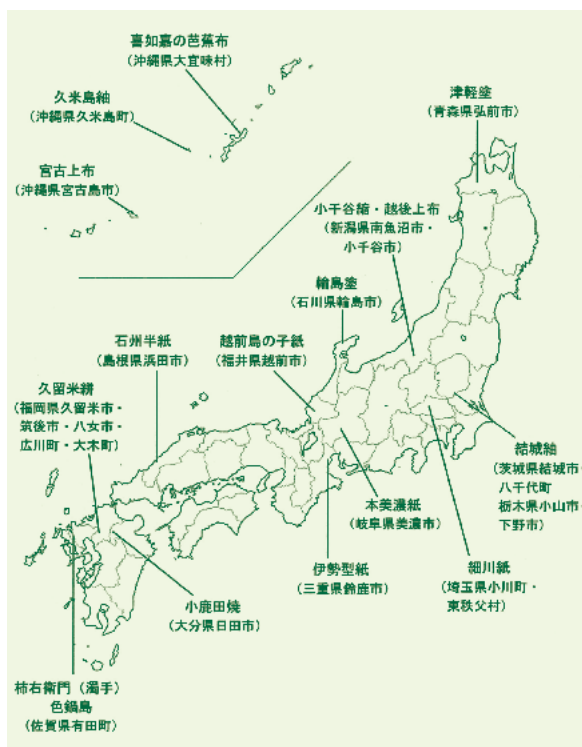 喜如嘉の芭蕉布
(沖縄県大宜味村)
久米島紬
(沖縄県久米島町)
宮古上布
(沖縄県宮古島市)
津軽塗
(青森県弘前市)
小千谷縮・越後上布
(新潟県南魚沼市・
小千谷市)
輪島塗
(石川県輪島市)
石州半紙
(島根県浜田市)
越前鳥の子紙
(福井県越前市)
久留米絣
(福岡県久留米市・
筑後市・八女市・
広川町・大木町)
結城紬
(茨城県結城市・
八千代町
栃木県小山市・
下野市)
本美濃紙
(岐阜県美濃市)
伊勢型紙
(三重県鈴鹿市)
細川紙
(埼玉県小川町・
東秩父村)
小鹿田焼
(大分県日田市)
柿右衛門(濁手)
色鍋島
(佐賀県有田町)